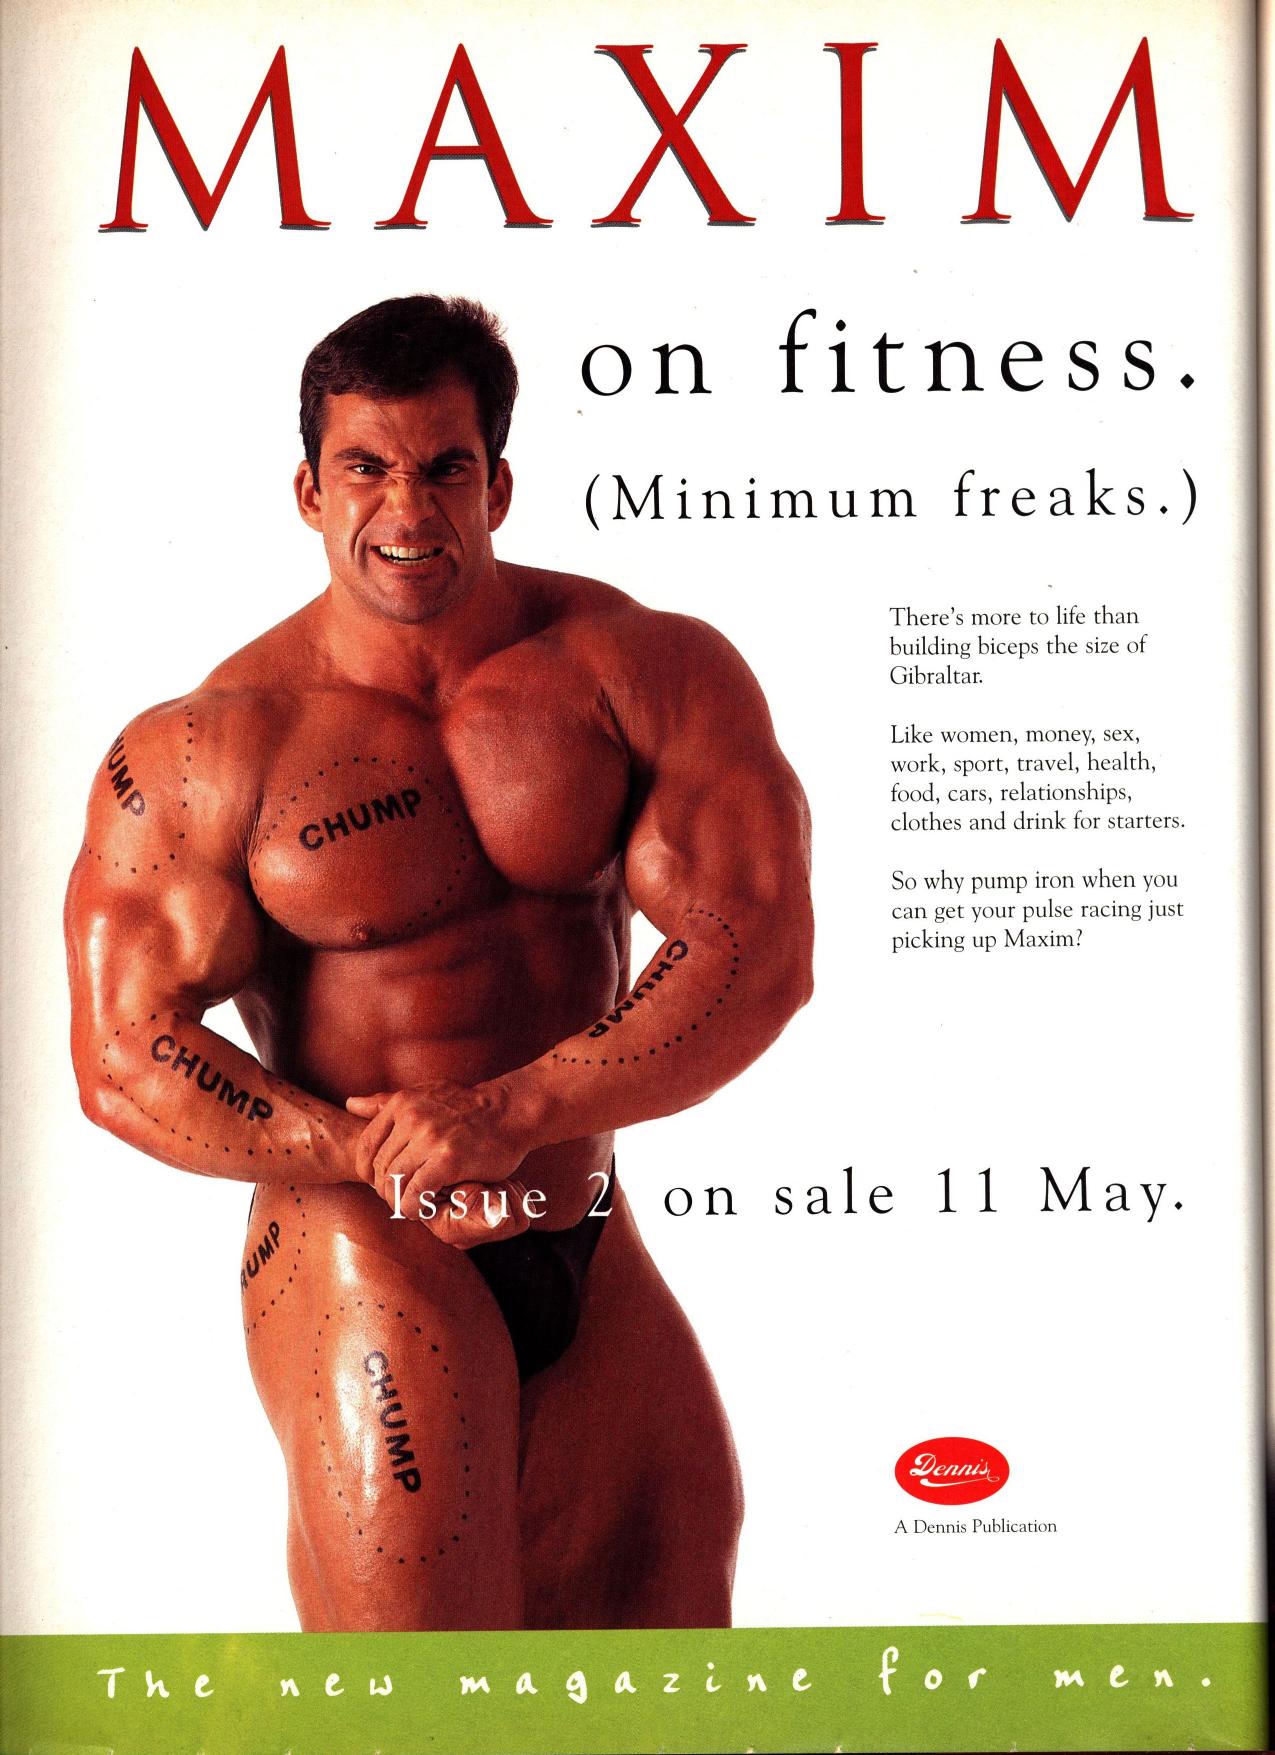 MAXIM
on fitness.
(Minimum freaks.)
There's more to life than
building biceps the size of
Gibraltar.
Like women, money, sex,
work, sport, travel, health,
food, cars, relationships,
clothes and drink for starters.
So why pump iron when you
can get your pulse racing just
picking up Maxim?
HUMP
CHUMP
CHUMP
CHUMP
Issue 2 on sale 11 May.
HUMP
CHUMP
Dennis
A Dennis Publication
The new magazine for men.